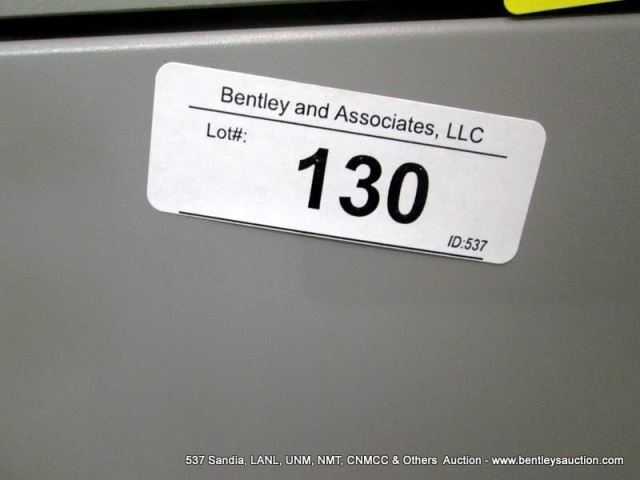 Bentley and Associates, LLC
Lot#:
130
ID:537
537 Sandia, LANL, UNM, NMT, CNMCC & Others  Auction - www.bentleysauction.com